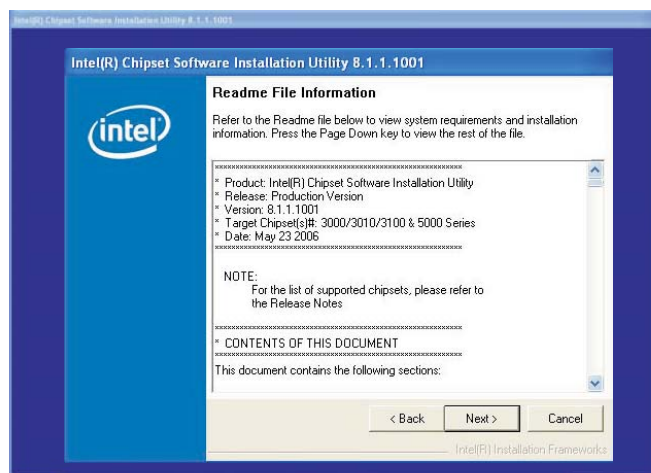 Intel(R) Chipset Software Installation Utility 8.1.1.1001
Intel(R) Chipset Software Installation Utility 8.1.1.1001
intel
Readme File Information
Refer to the Readme file below to view system requirements and installation
information. Press the Page Down key to view the rest of the file.
* Product: Intel(R) Chipset Software Installation Utility
* Release: Production Version
* Version: 8.1.1.1001
* Target Chipset(s)#: 3000/3010/3100 & 5000 Series
* Date: May 23 2006
NOTE:
For the list of supported chipsets, please refer to
the Release Notes
* CONTENTS OF THIS DOCUMENT
This document contains the following sections:
< Back Next > Cancel
Intel(R) Installation Frameworks